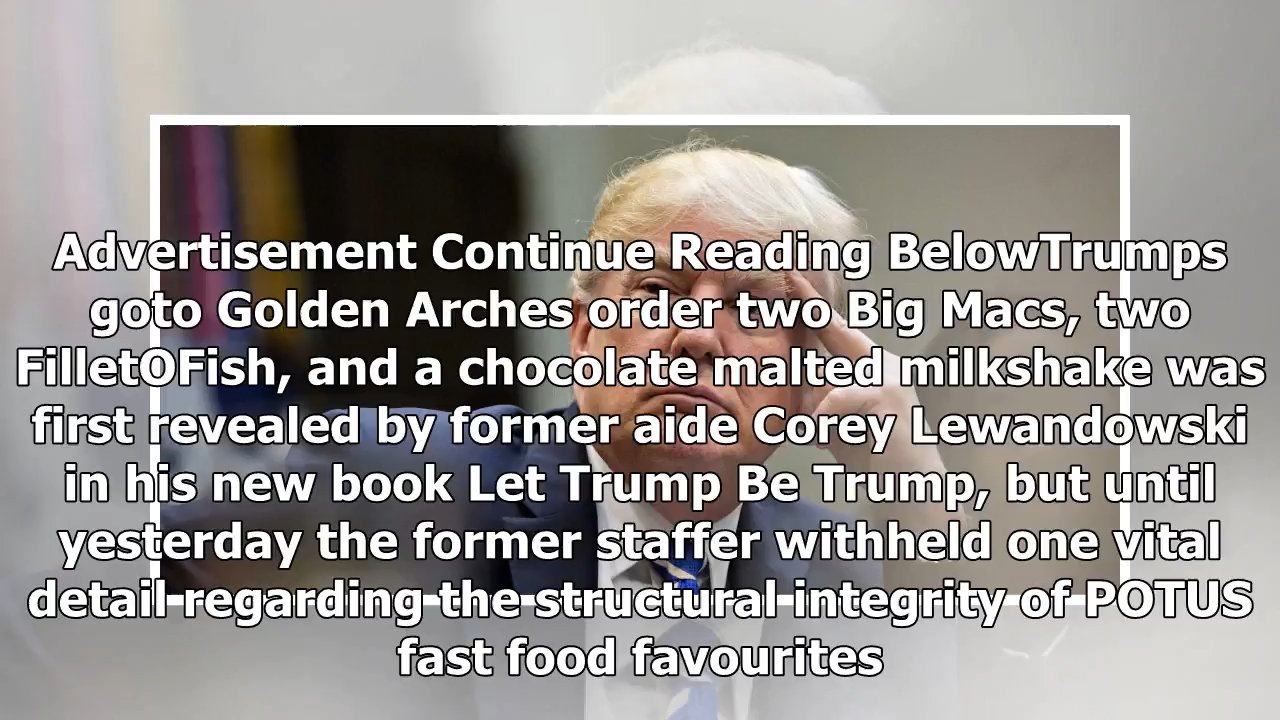 Advertisement Continue Reading BelowTrumps
goto Golden Arches order two Big Macs, two
FilletOFish, and a chocolate malted milkshake was
first revealed by former aide Corey Lewandowski
in his new book Let Trump Be Trump, but until
yesterday the former staffer withheld one vital
detail regarding the structural integrity of POTUS
fast food favourites